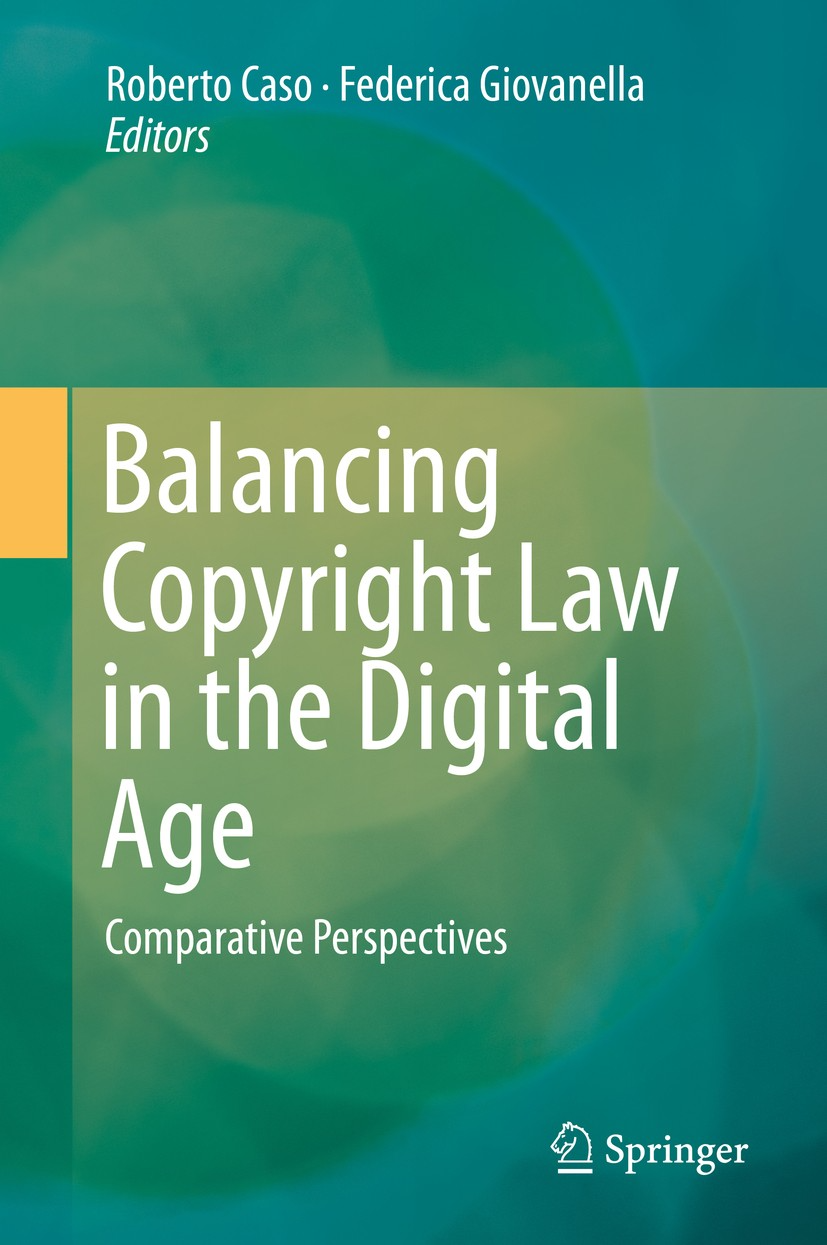 Roberto Caso · Federica Giovanella
Editors
Balancing
Copyright Law
in the Digital
Age
Comparative Perspectives
Springer